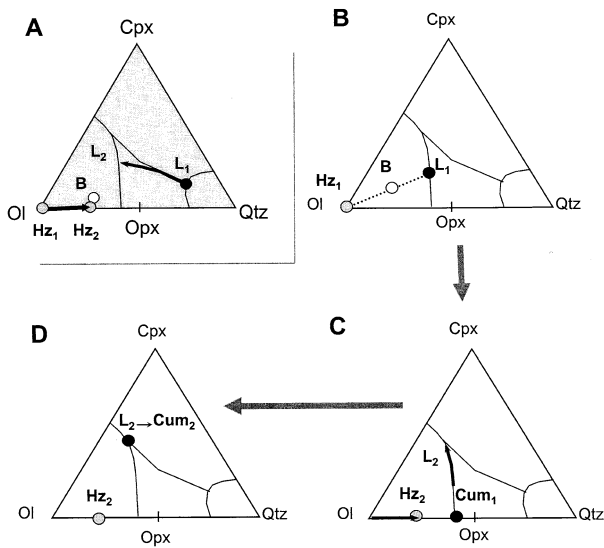 A
Cpx
L2
L1
B
Ol
Qtz
Hz1
Hz2
Opx
B
Cpx
B
L1
Hz1
Ol
Qtz
Opx
D
Cpx
L2→Cum2
Hz2
Ol
Qtz
Opx
C
Cpx
L2
Hz2
Cum1
Ol
Qtz
Opx